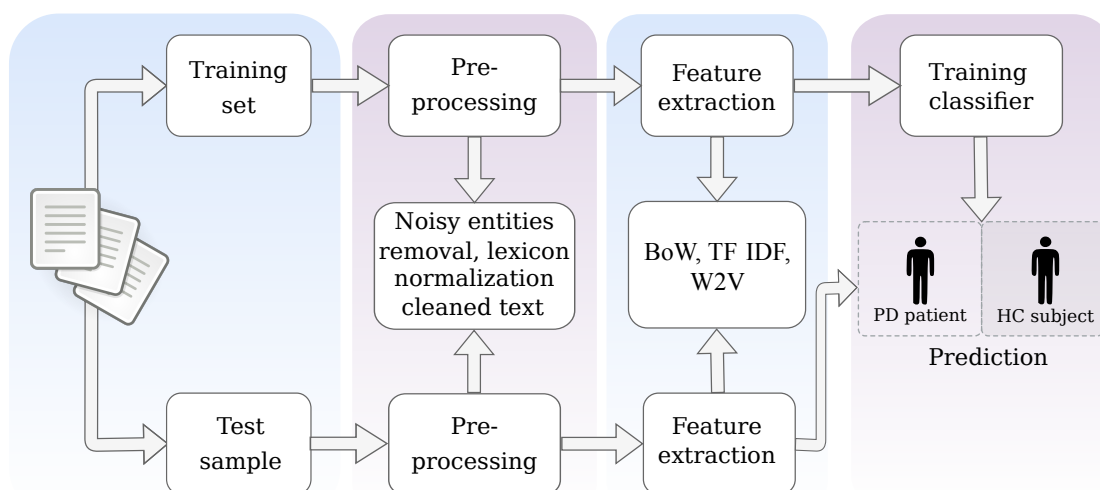 Training
set
Pre-
processing
Feature
extraction
Training
classifier
Noisy entities
removal, lexicon
normalization
cleaned text
BoW, TF IDF,
W2V
PD patient
HC subject
Prediction
Test
sample
Pre-
processing
Feature
extraction